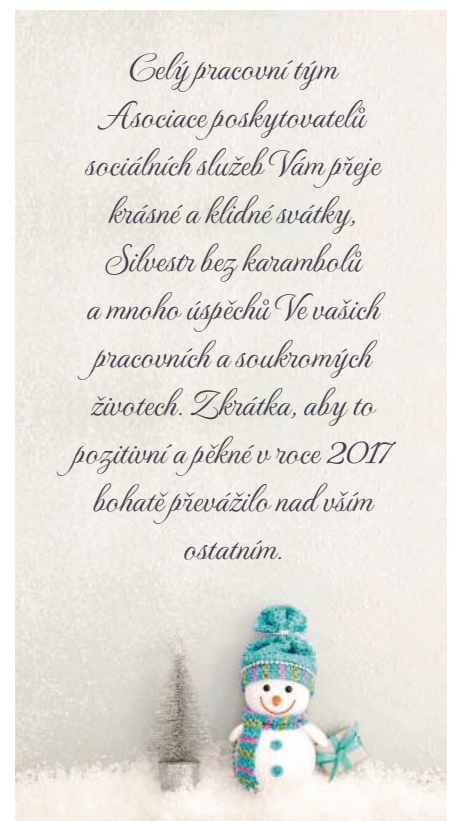 Celý pracovní tým
Asociace poskytovatelů
sociálních služeb Vám přeje
krásné a klidné svátky,
Silvestr bez karambolů
a mnoho úspěchů Ve vašich
pracovních a soukromých
životech. Zkrátka, aby to
pozitivní a pěkné v roce 2017
bohatě převážilo nad vším
ostatním.